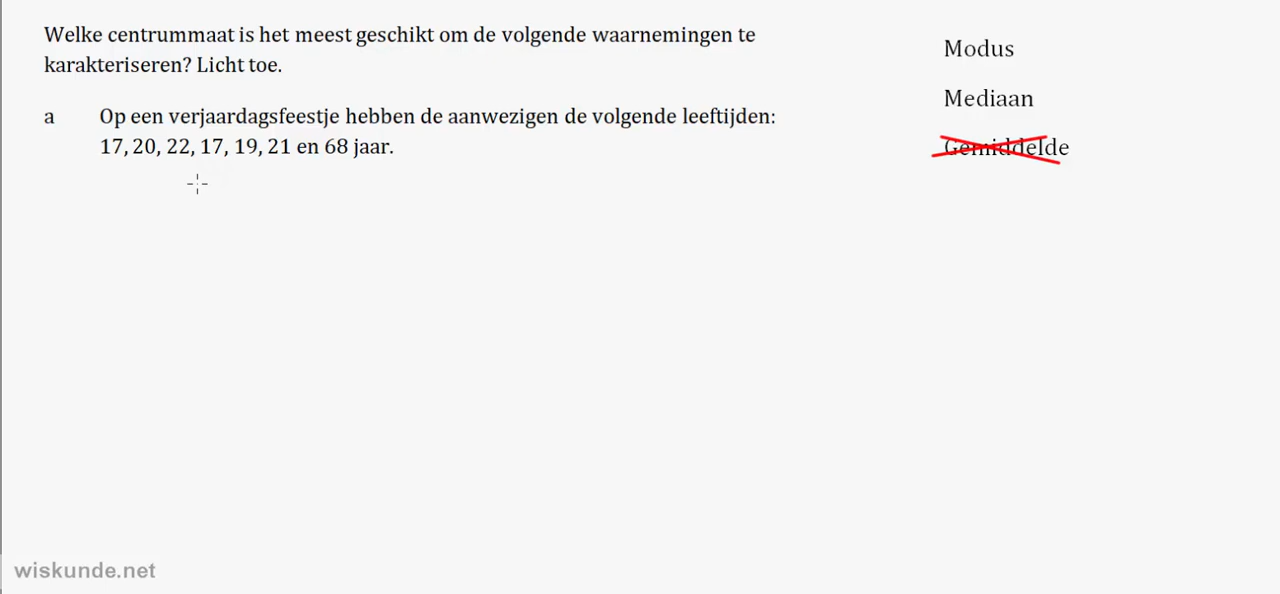 Welke centrummaat is het meest geschikt om de volgende waarnemingen te
karakteriseren? Licht toe.
a Op een verjaardagsfeestje hebben de aanwezigen de volgende leeftijden:
17, 20, 22, 17, 19, 21 en 68 jaar.
Modus
Mediaan
Gemiddelde
wiskunde.net